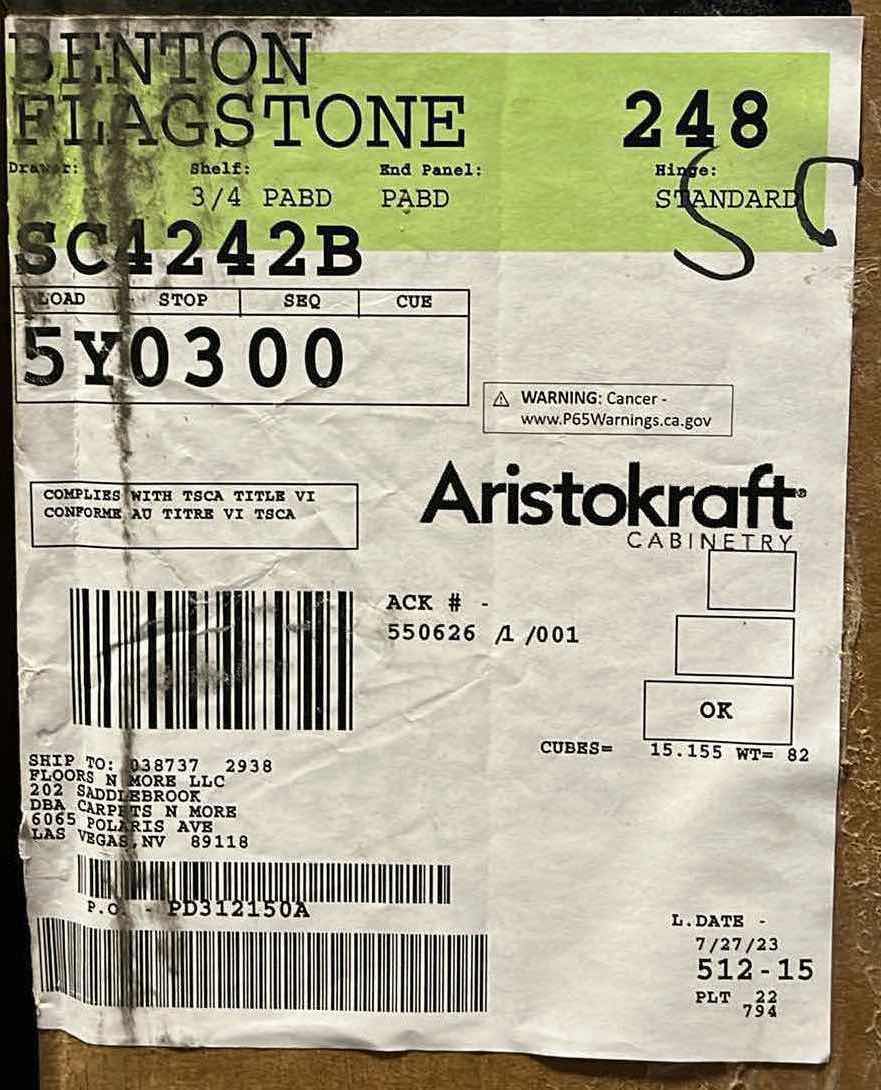 BENTON
FLAGSTONE 248
Drawer: Shelf: End Panel: Hinge:
3/4 PABD PABD STANDARD
SC
SC4242B
LOAD STOP SEQ CUE
5Y0300
WARNING: Cancer -
www.P65Warnings.ca.gov
COMPLIES WITH TSCA TITLE VI
CONFORME AU TITRE VI TSCA
Aristokraft®
CABINETRY
ACK # -
550626 /1 /001
OK
CUBES= 15.155 WT= 82
SHIP TO: 038737 2938
FLOORS N MORE LLC
202 SADDLEBROOK
DBA CARPETS N MORE
6065 POLARIS AVE
LAS VEGAS,NV 89118
P.O. - PD312150A
L.DATE -
7/27/23
512-15
PLT 22
794